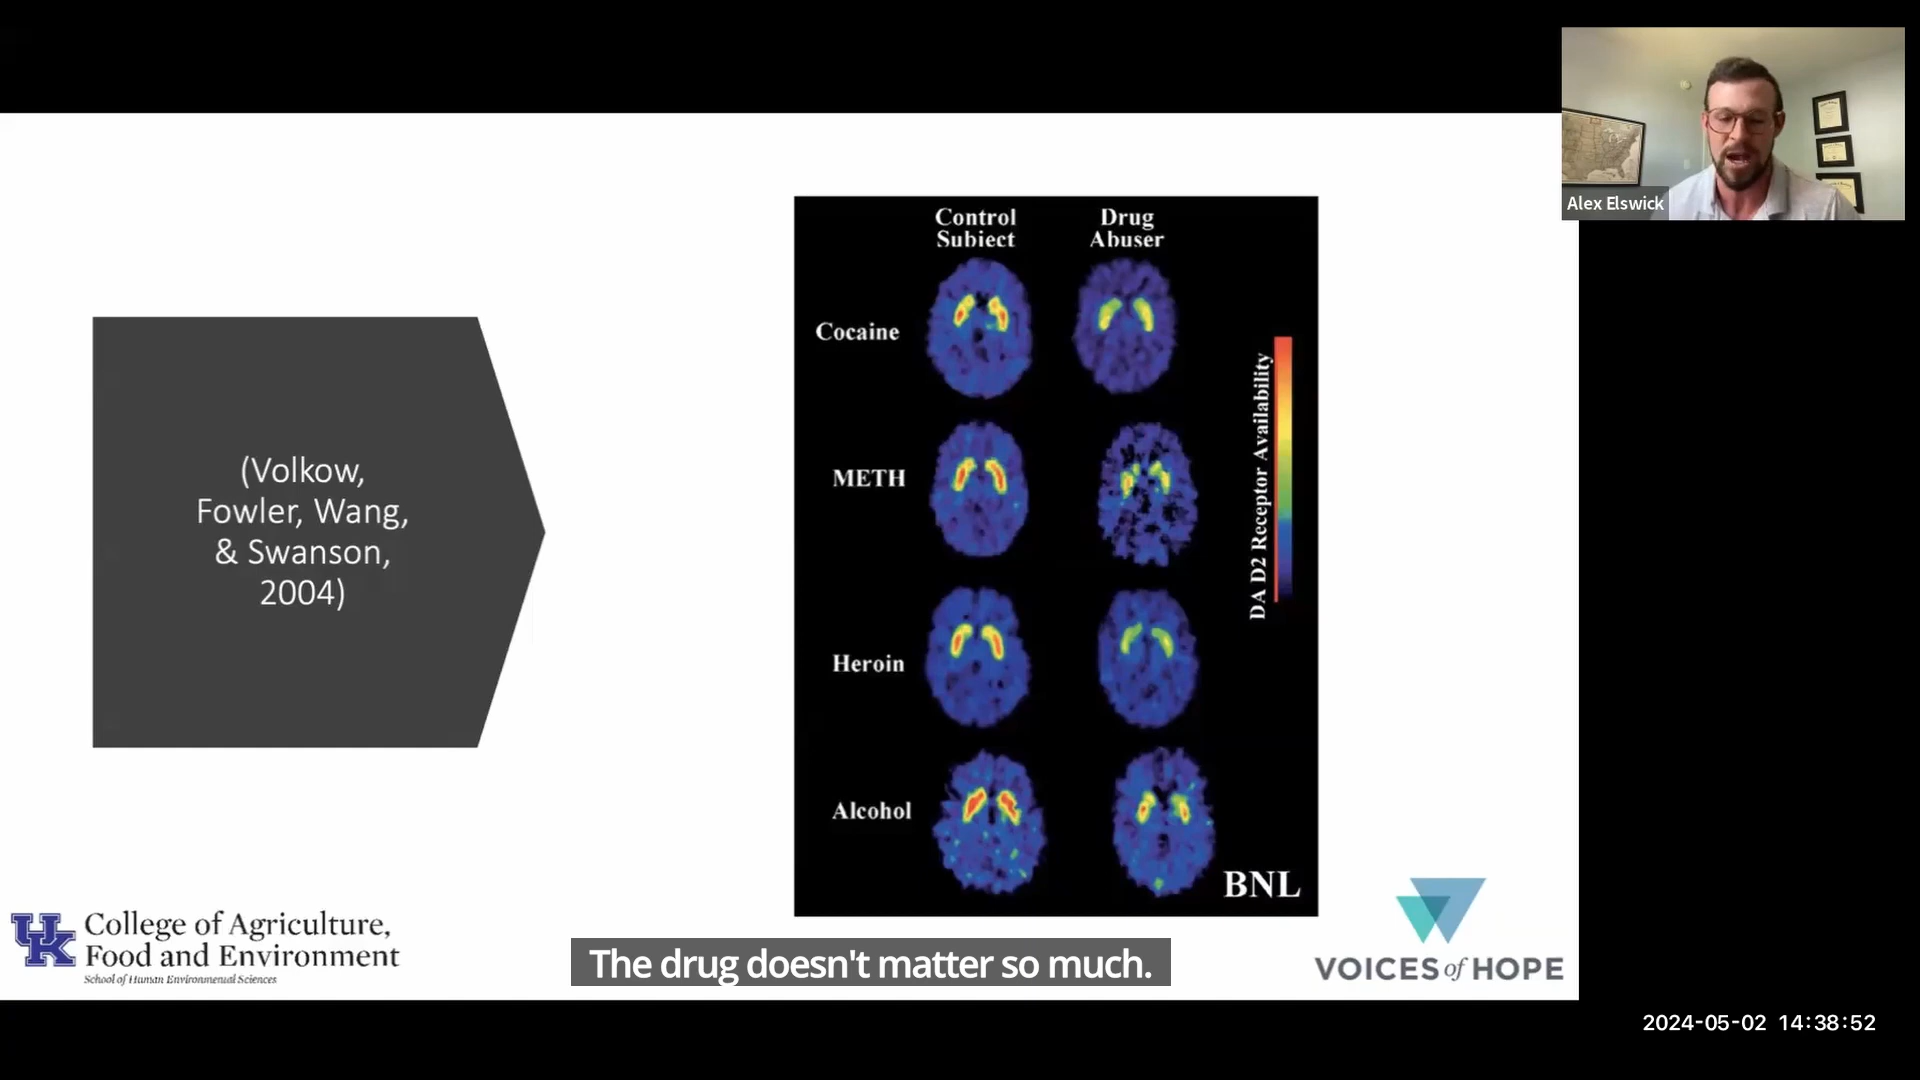 Alex Elswick
(Volkow,
Fowler, Wang,
& Swanson,
2004)
Control
Subiect
Drug
Abuser
Cocaine
METH
Heroin
Alcohol
DA D2 Receptor Availability
BNL
UK
College of Agriculture,
Food and Environment
School of Human Environmental Sciences
The drug doesn't matter so much.
VOICES of HOPE
2024-05-02 14:38:52